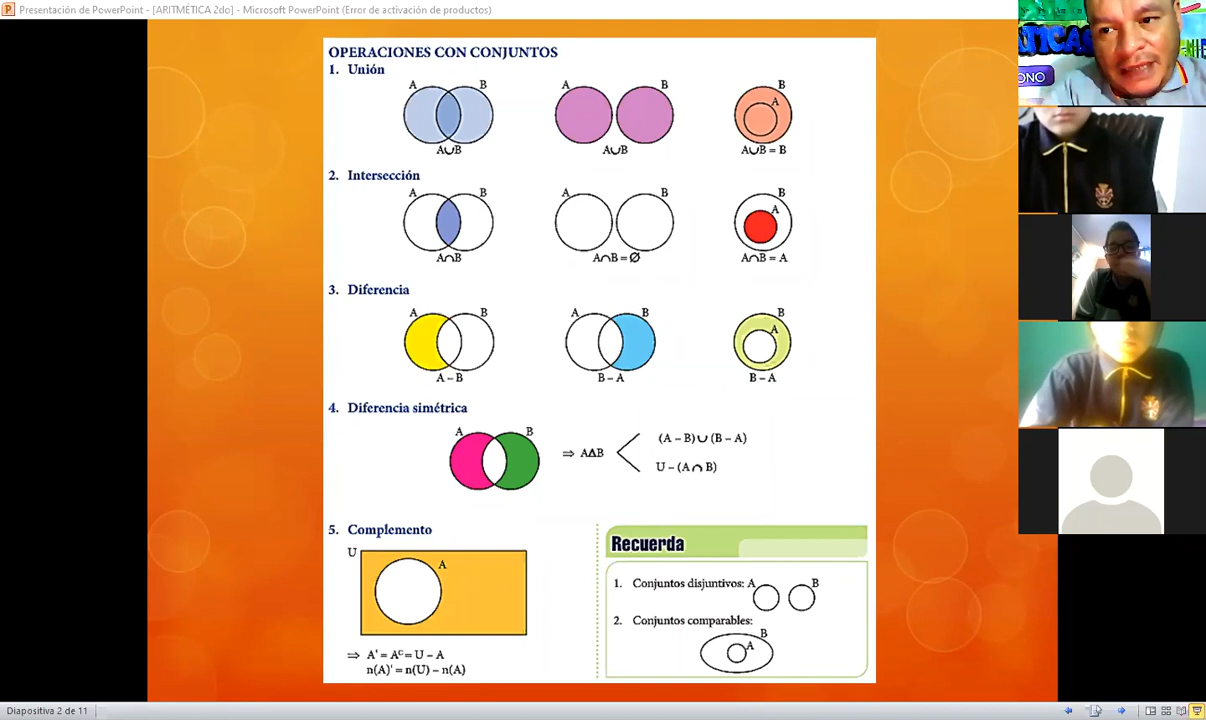 Presentación de PowerPoint - [ARITMÉTICA 2do] - Microsoft PowerPoint (Error de activación de productos)
OPERACIONES CON CONJUNTOS
1. Unión
A B A B B A
A∪B A∪B A∪B = B
2. Intersección
A B A B B A
A∩B A∩B = Ø A∩B = A
3. Diferencia
A B A B B A
A – B B – A B – A
4. Diferencia simétrica
A B
⇒ A∆B
(A – B) ∪ (B – A)
U – (A ∩ B)
5. Complemento
U A
⇒ A' = Aᶜ = U – A
n(A)' = n(U) – n(A)
Recuerda
1. Conjuntos disjuntivos: A B
2. Conjuntos comparables:
B
A
Diapositiva 2 de 11